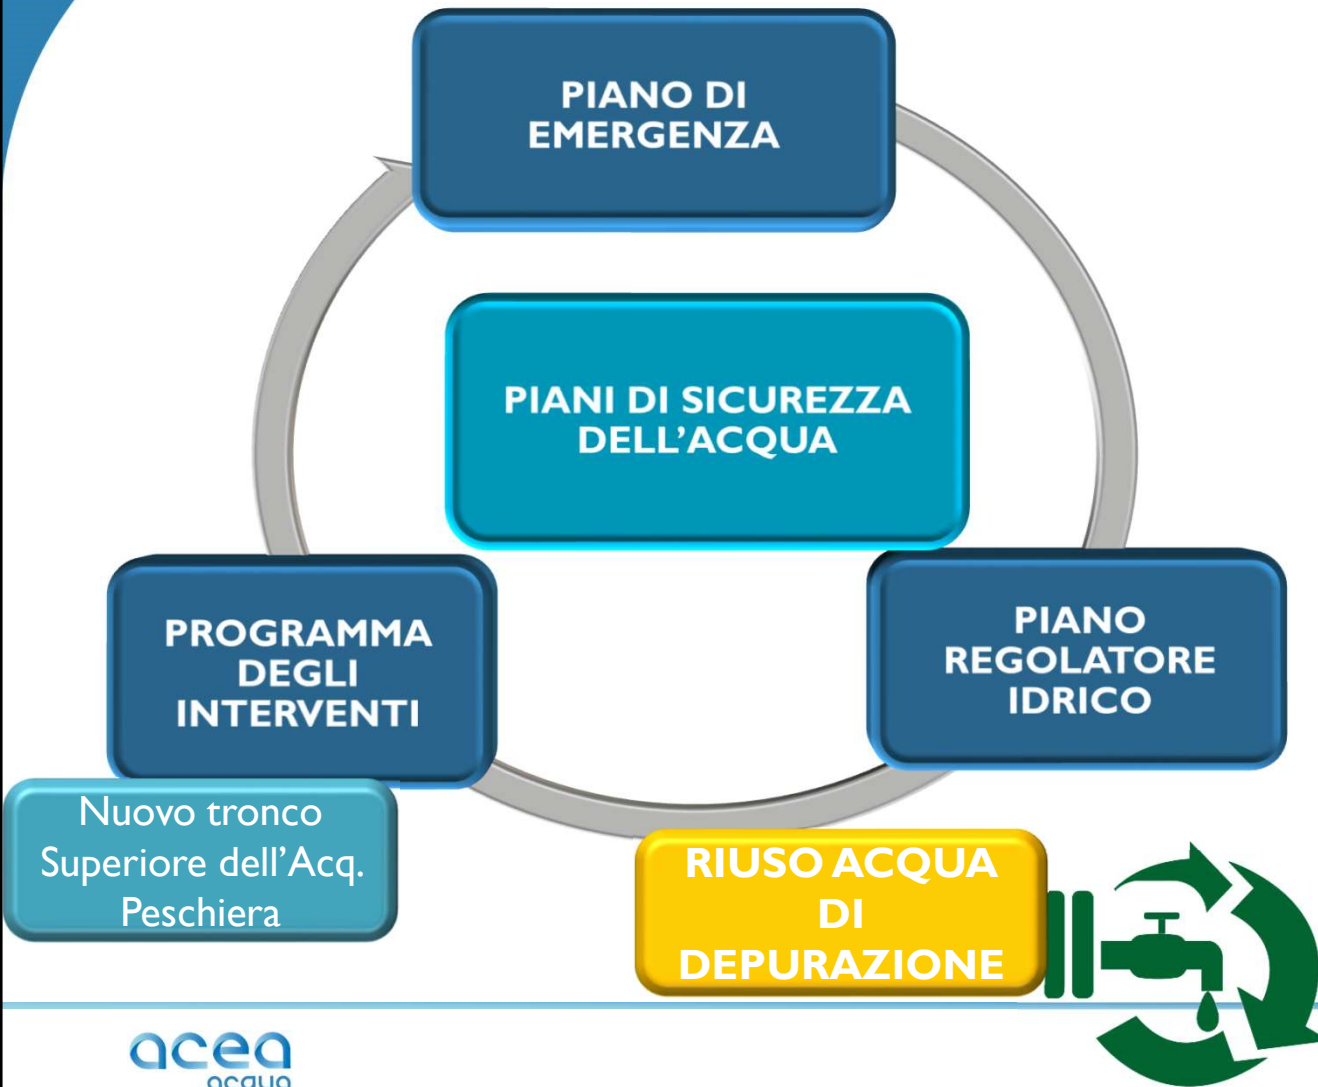 PIANO DI
EMERGENZA
PIANI DI SICUREZZA
DELL’ACQUA
PROGRAMMA
DEGLI
INTERVENTI
PIANO
REGOLATORE
IDRICO
Nuovo tronco
Superiore dell’Acq.
Peschiera
RIUSO ACQUA
DI
DEPURAZIONE
acea
acqua